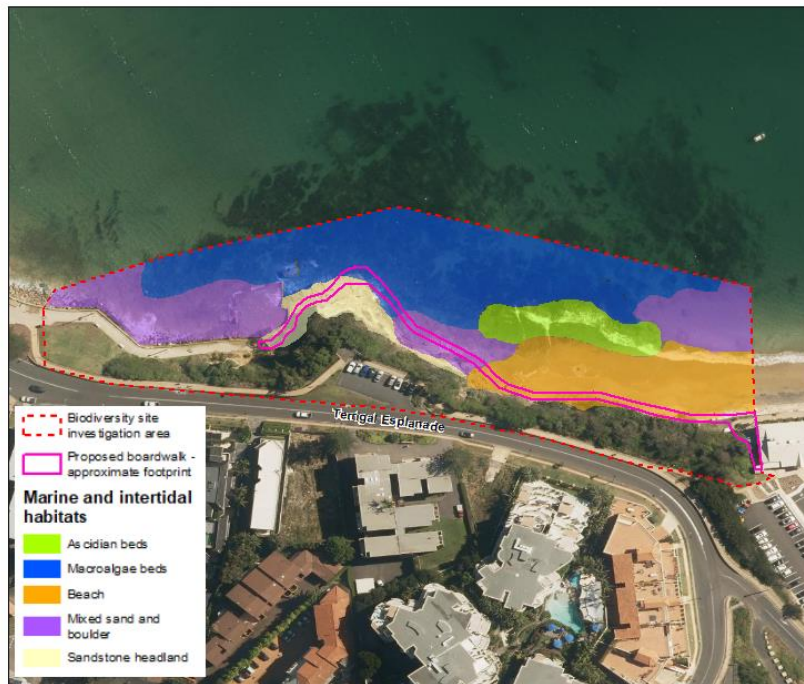 Terrigal Esplanade
Biodiversity site
investigation area
Proposed boardwalk -
approximate footprint
Marine and intertidal
habitats
Ascidian beds
Macroalgae beds
Beach
Mixed sand and
boulder
Sandstone headland